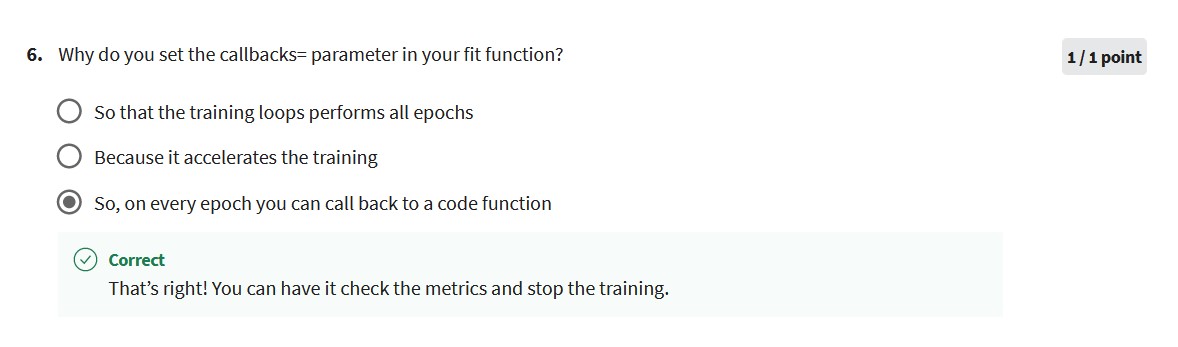 6. Why do you set the callbacks= parameter in your fit function?
1 / 1 point
So that the training loops performs all epochs
Because it accelerates the training
So, on every epoch you can call back to a code function
Correct
That’s right! You can have it check the metrics and stop the training.